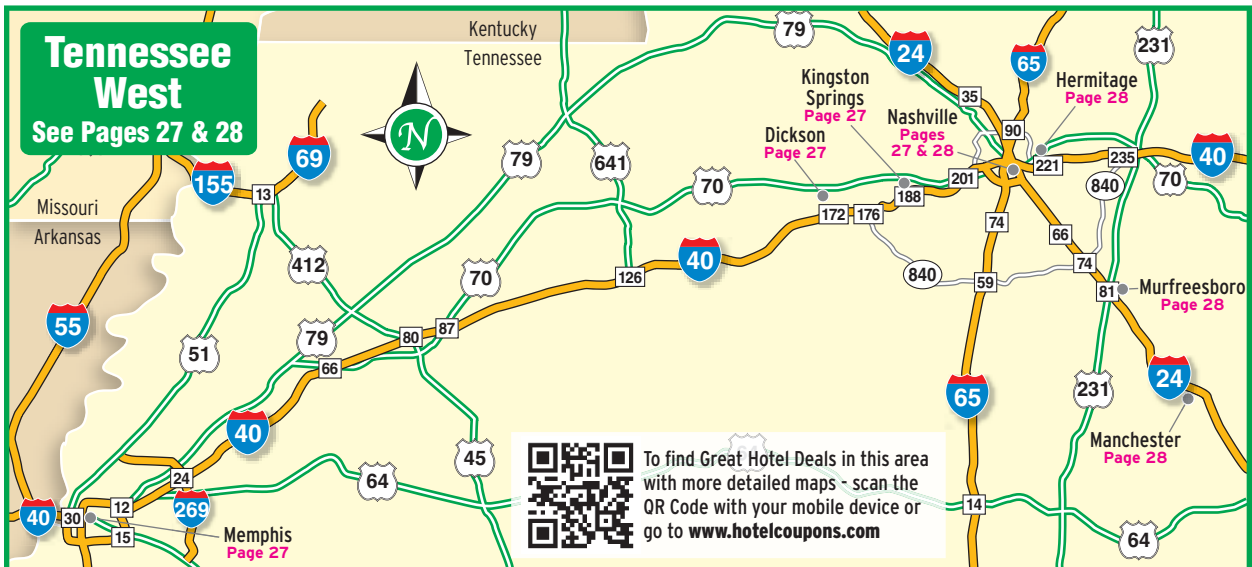 Tennessee
West
See Pages 27 & 28
Kentucky
Tennessee
79
24
65
231
Kingston
Springs
Page 27
Hermitage
Page 28
Nashville
Pages
27 & 28
Dickson
Page 27
35
90
69
79
641
155
13
70
201
221
235
40
70
840
188
172
176
Missouri
Arkansas
412
70
40
126
840
74
66
74
59
81
Murfreesboro
Page 28
55
51
79
80
87
66
65
231
24
40
45
64
24
269
12
15
30
40
Memphis
Page 27
Manchester
Page 28
64
To find Great Hotel Deals in this area
with more detailed maps - scan the
QR Code with your mobile device or
go to www.hotelcoupons.com
14
64
N